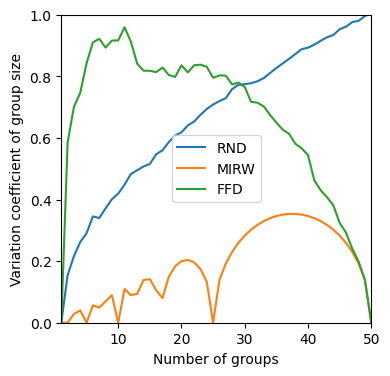 Variation coefficient of group size
1.0
0.8
0.6
0.4
0.2
0.0
RND
MIRW
FFD
10
20
30
40
50
Number of groups